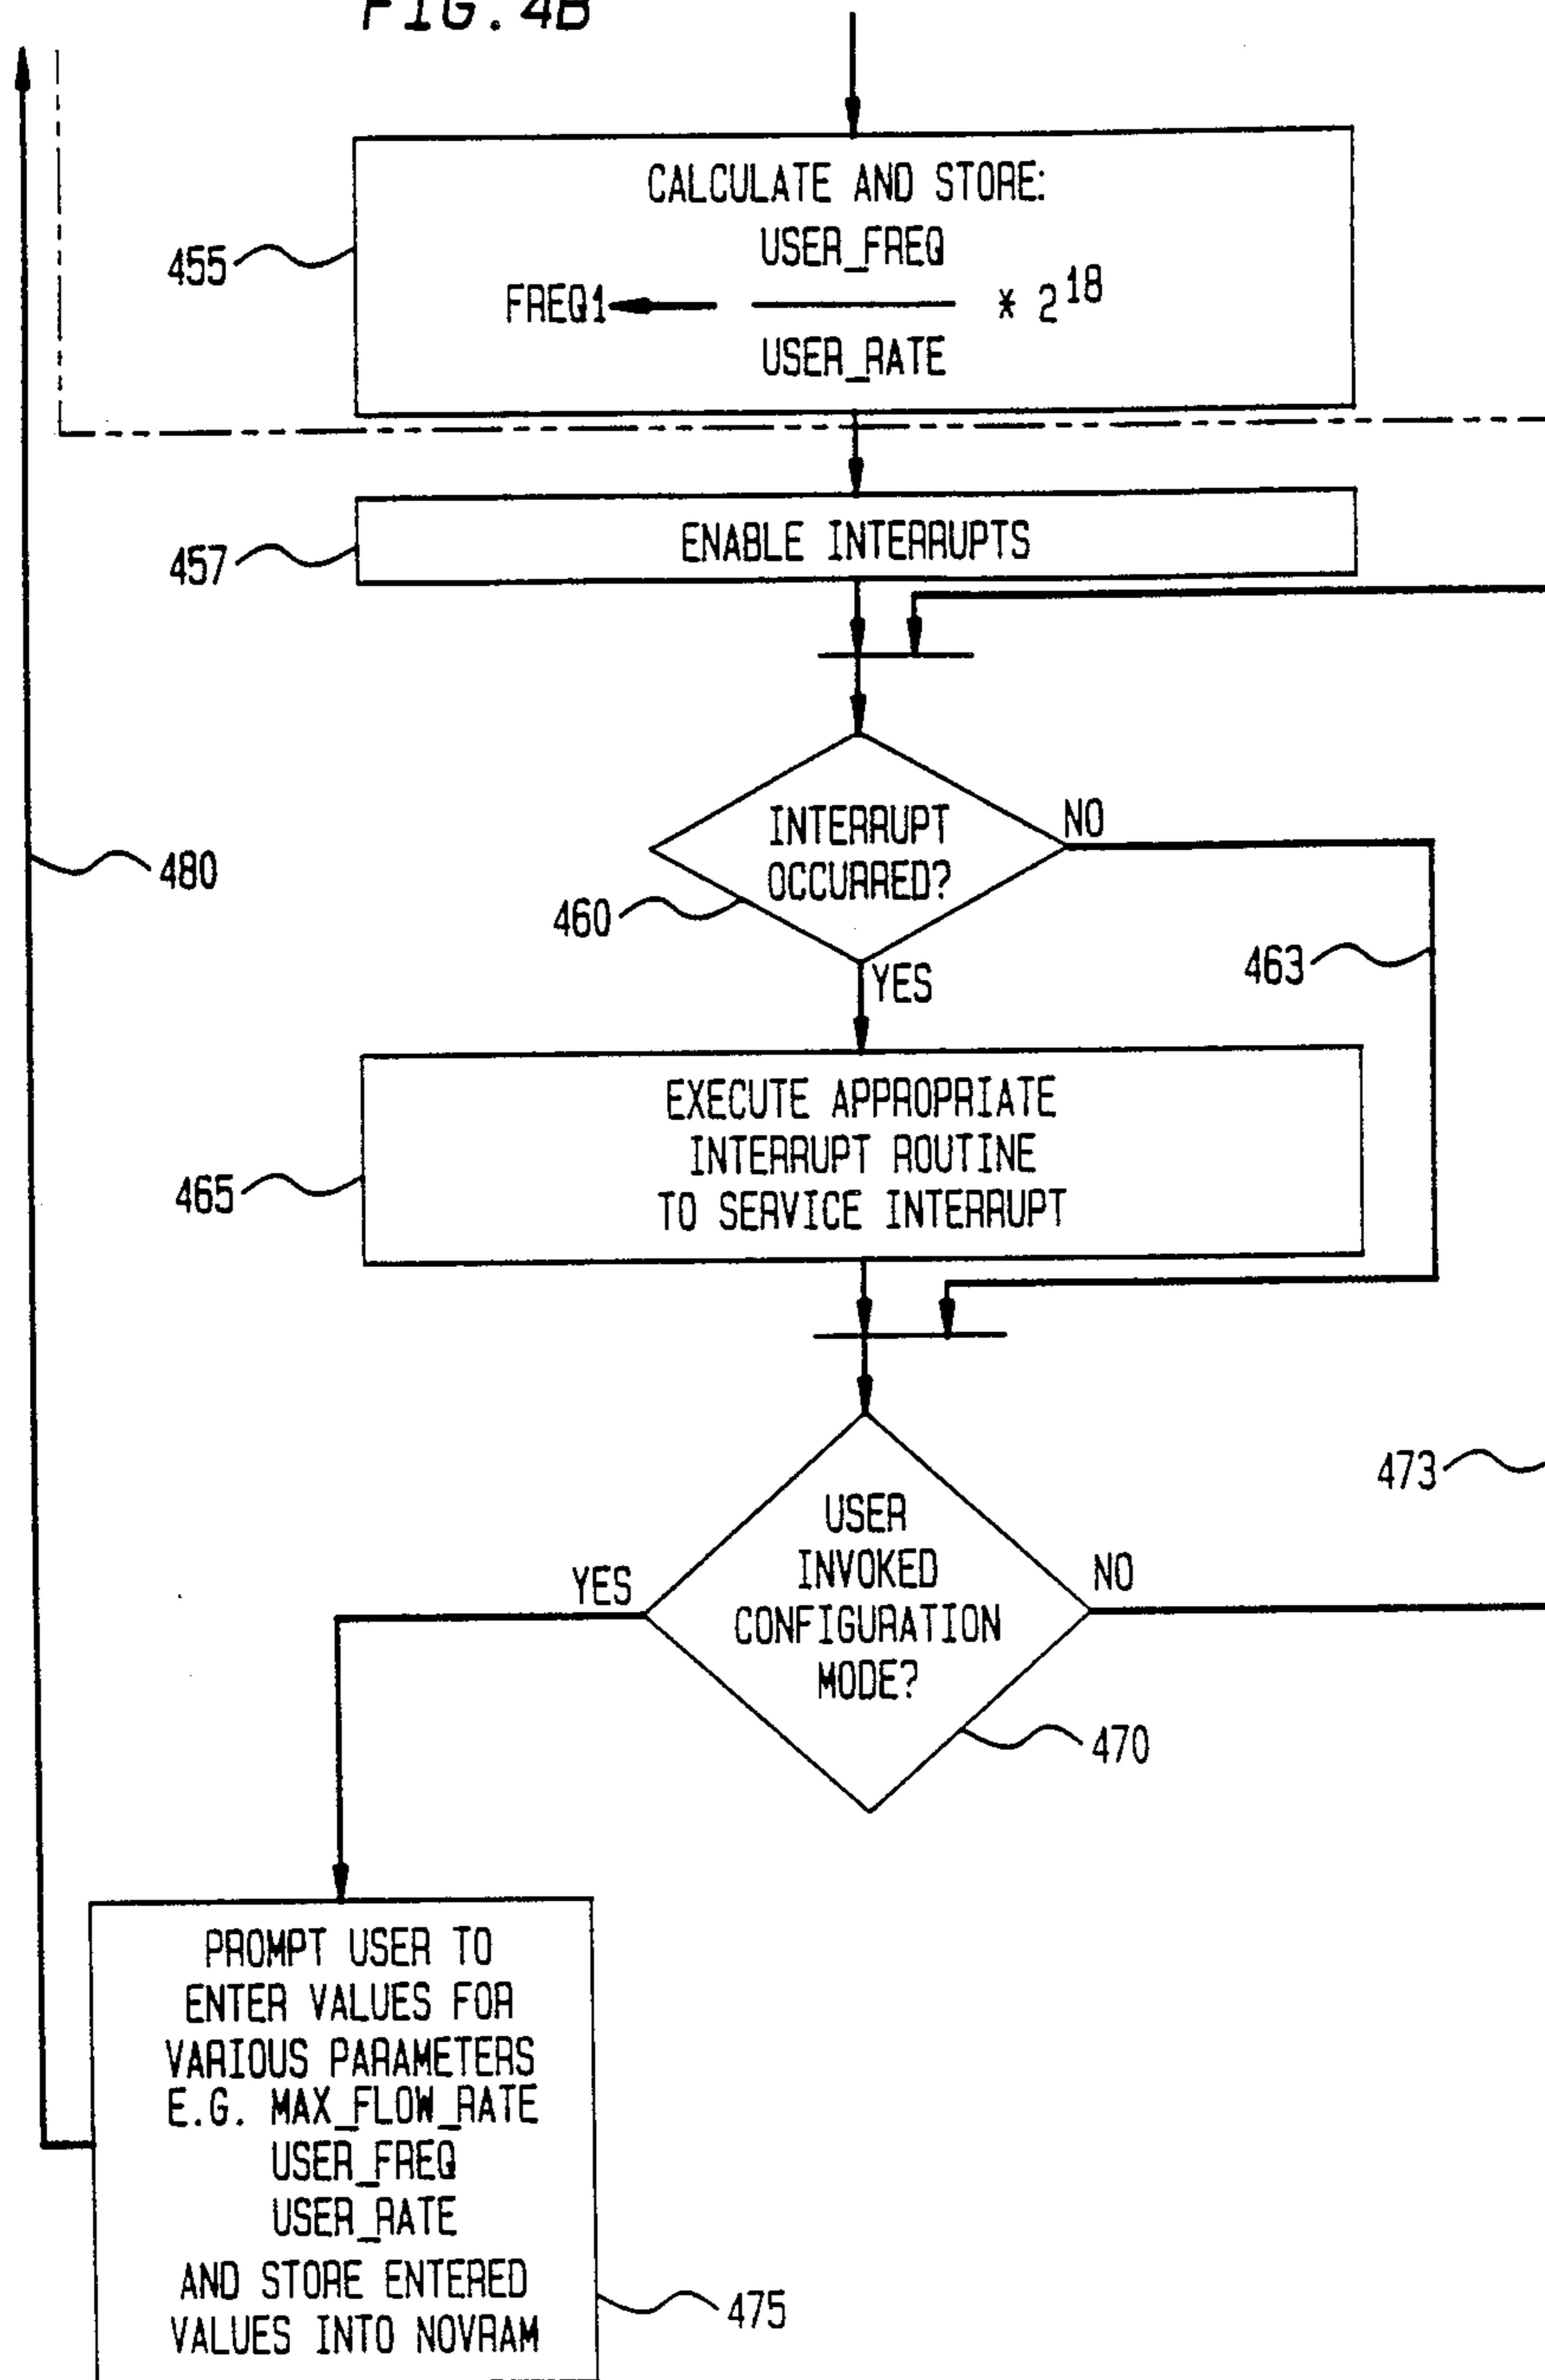 FIG. 4B
CALCULATE AND STORE:
USER_FREQ
FREQ1 * 2^18
USER_RATE
455
457
ENABLE INTERRUPTS
INTERRUPT
OCCURRED?
NO
460
463
480
YES
EXECUTE APPROPRIATE
INTERRUPT ROUTINE
TO SERVICE INTERRUPT
465
473
USER
INVOKED
CONFIGURATION
MODE?
YES
NO
470
PROMPT USER TO
ENTER VALUES FOR
VARIOUS PARAMETERS
E.G. MAX_FLOW_RATE
USER_FREQ
USER_RATE
AND STORE ENTERED
VALUES INTO NOVRAM
475